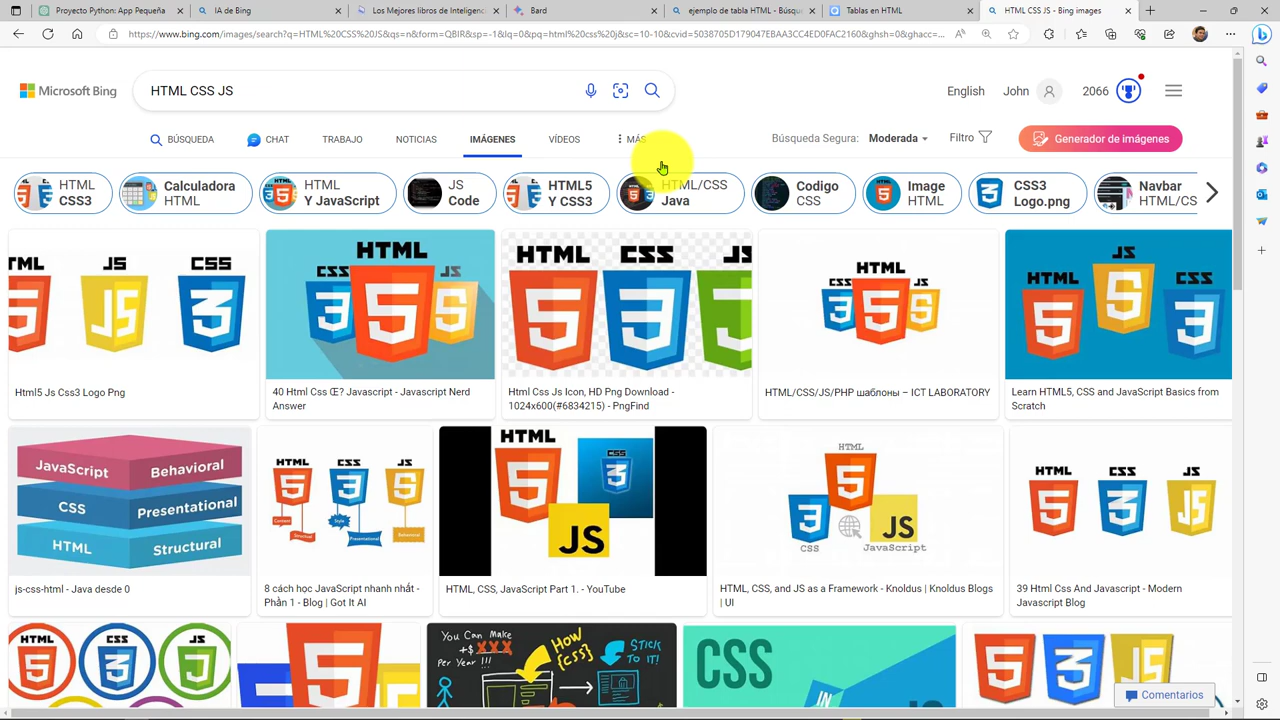 Proyecto Python: App Pequeña
IA de Bing
Los Mejores libros de Inteligenc
Bard
ejemplo de tabla HTML - Búsqu
Tablas en HTML
HTML CSS JS - Bing images
https://www.bing.com/images/search?q=HTML%20CSS%20JS&qs=n&form=QBIR&sp=-1&lq=0&pq=html%20css%20j&sc=10-10&cvid=5038705D179047EBAA3CC4ED0FAC2160&ghsh=0&ghacc=...
Microsoft Bing
HTML CSS JS
English
John
2066
BÚSQUEDA
CHAT
TRABAJO
NOTICIAS
IMÁGENES
VÍDEOS
MÁS
Búsqueda Segura:
Moderada
Filtro
Generador de imágenes
HTML
CSS3
Calculadora
HTML
HTML
Y JavaScript
JS
Code
HTML5
Y CSS3
HTML/CSS
Java
Codigo
CSS
Image
HTML
CSS3
Logo.png
Navbar
HTML/CS
TML
JS
CSS
HTML
CSS
JS
HTML
CSS
JS
HTML
CSS
JS
HTML
JS
CSS
Html5 Js Css3 Logo Png
40 Html Css Œ? Javascript - Javascript Nerd
Answer
Html Css Js Icon, HD Png Download -
1024x600(#6834215) - PngFind
HTML/CSS/JS/PHP шаблоны – ICT LABORATORY
Learn HTML5, CSS and JavaScript Basics from
Scratch
JavaScript
Behavioral
CSS
Presentational
HTML
Structural
HTML
CSS
JS
Content
Structural
Style
Presentational
Behavioral
HTML
JS
HTML
JS
CSS
JavaScript
HTML
CSS
JS
js-css-html - Java desde 0
8 cách học JavaScript nhanh nhất -
Phần 1 - Blog | Got It AI
HTML, CSS, JavaScript Part 1. - YouTube
HTML, CSS, and JS as a Framework - Knoldus | Knoldus Blogs
| UI
39 Html Css And Javascript - Modern
Javascript Blog
HTML
CSS
JS
YOU CAN MAKE
+$ XXX
Per Year !!!
HOW
{css}
STICK
TO IT!
CSS
Comentarios